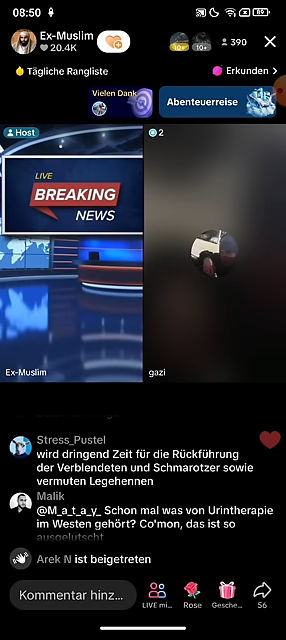 08:50
89
Ex-Muslim
20.4K
10+
10+
390
Tägliche Rangliste
Erkunden >
Vielen Dank
Abenteuerreise
Host
2
LIVE
BREAKING
NEWS
Ex-Muslim
gazi
Stress_Pustel
wird dringend Zeit für die Rückführung
der Verblendeten und Schmarotzer sowie
vermuten Legehennen
Malik
@M_a_t_a_y_ Schon mal was von Urintherapie
im Westen gehört? Co'mon, das ist so
ausgelutscht
Arek N ist beigetreten
Kommentar hinz...
LIVE mi...
Rose
Gesche...
56